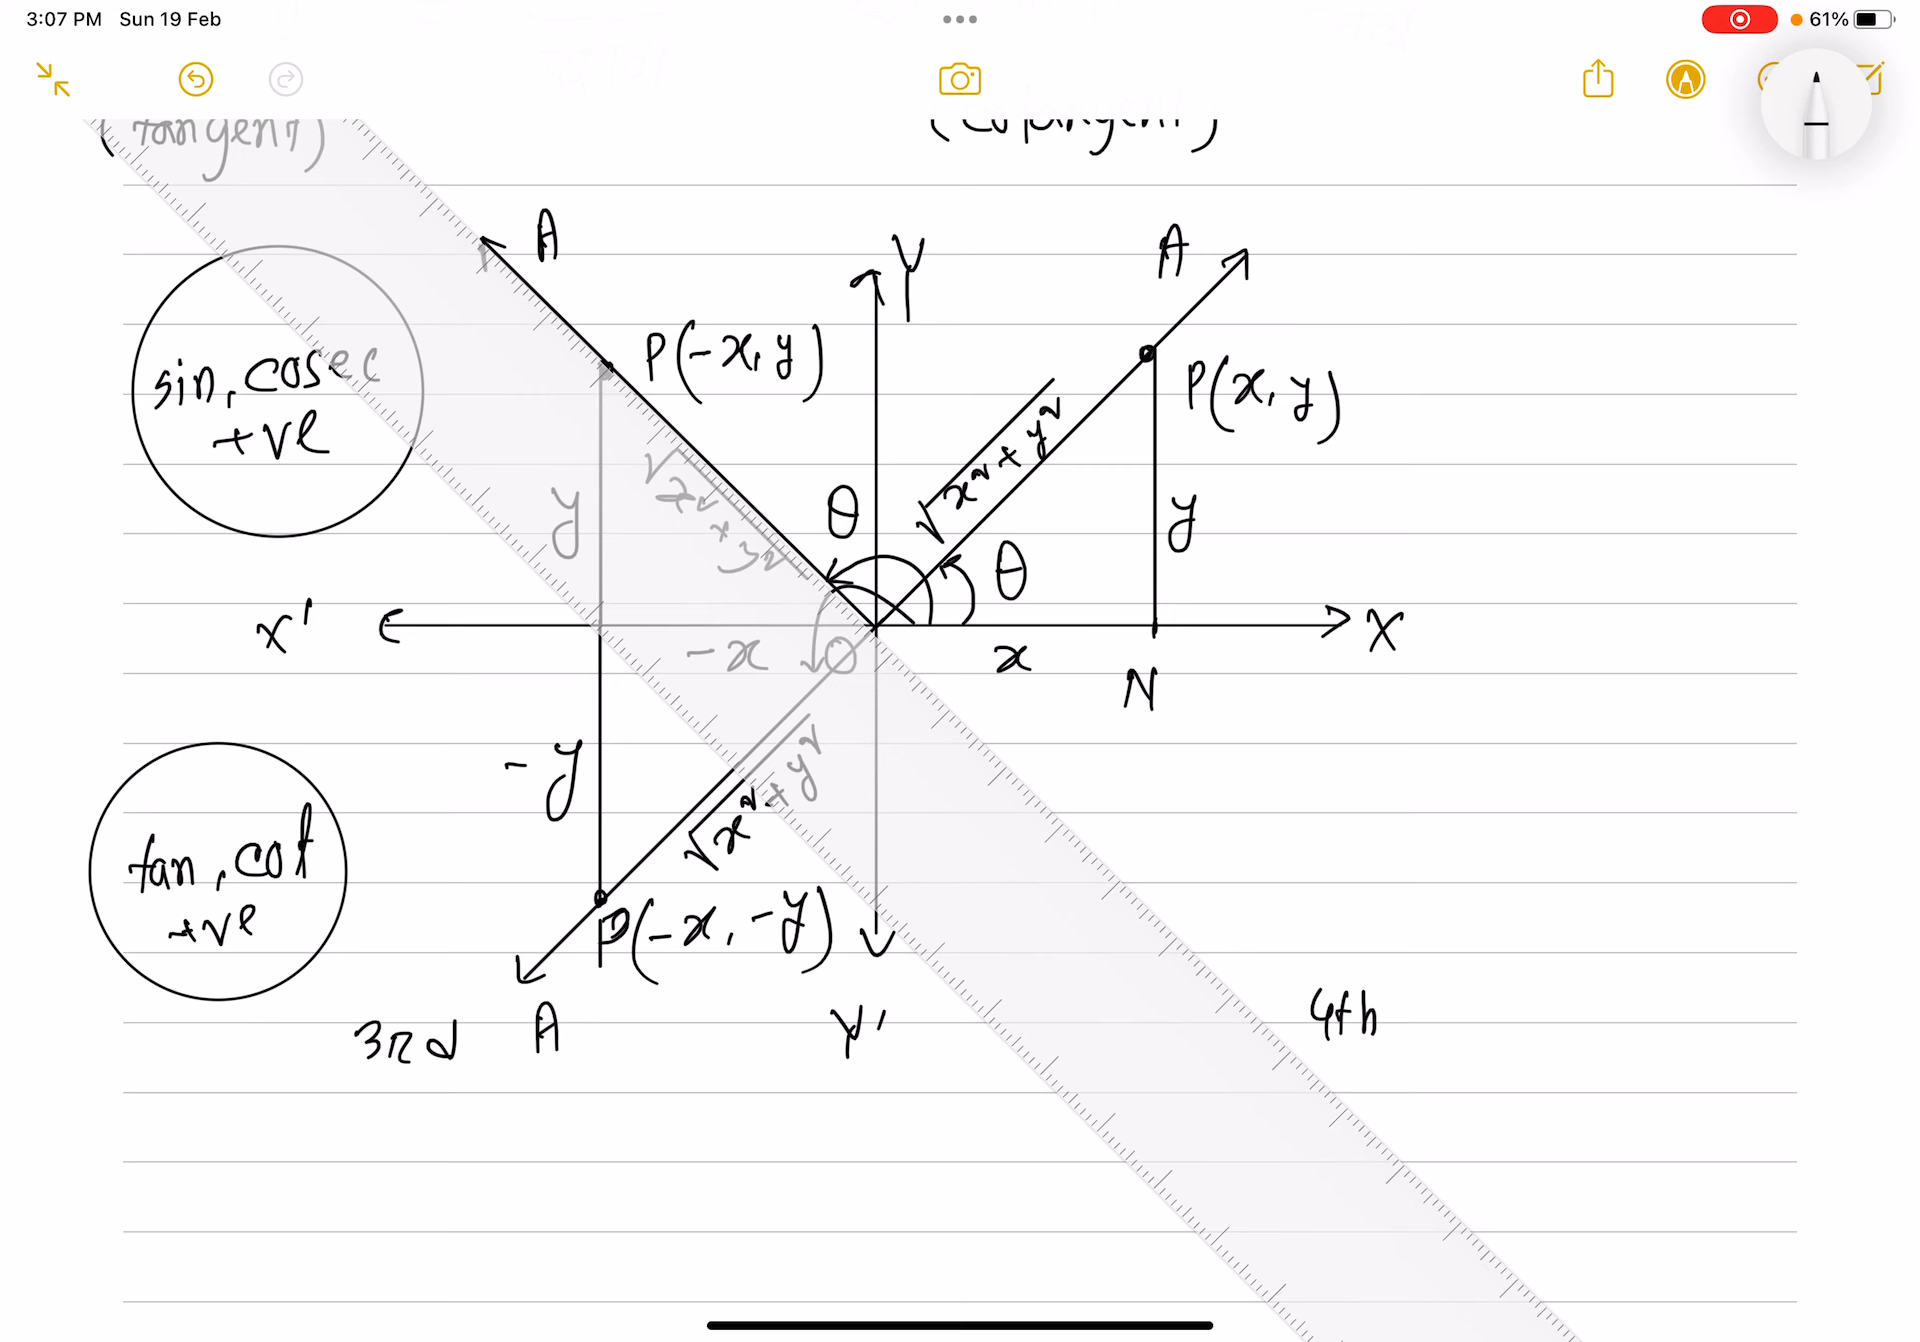 3:07 PM Sun 19 Feb
61%
(tangent)
A
Y
A
P(-x, y)
P(x, y)
sin, cosec
+ve
√x²+y²
√x²+y²
y
θ
θ
y
x'
-x
O
x
X
N
-y
√x²+y²
tan, cot
+ve
P(-x, -y)
3rd
A
Y'
4th